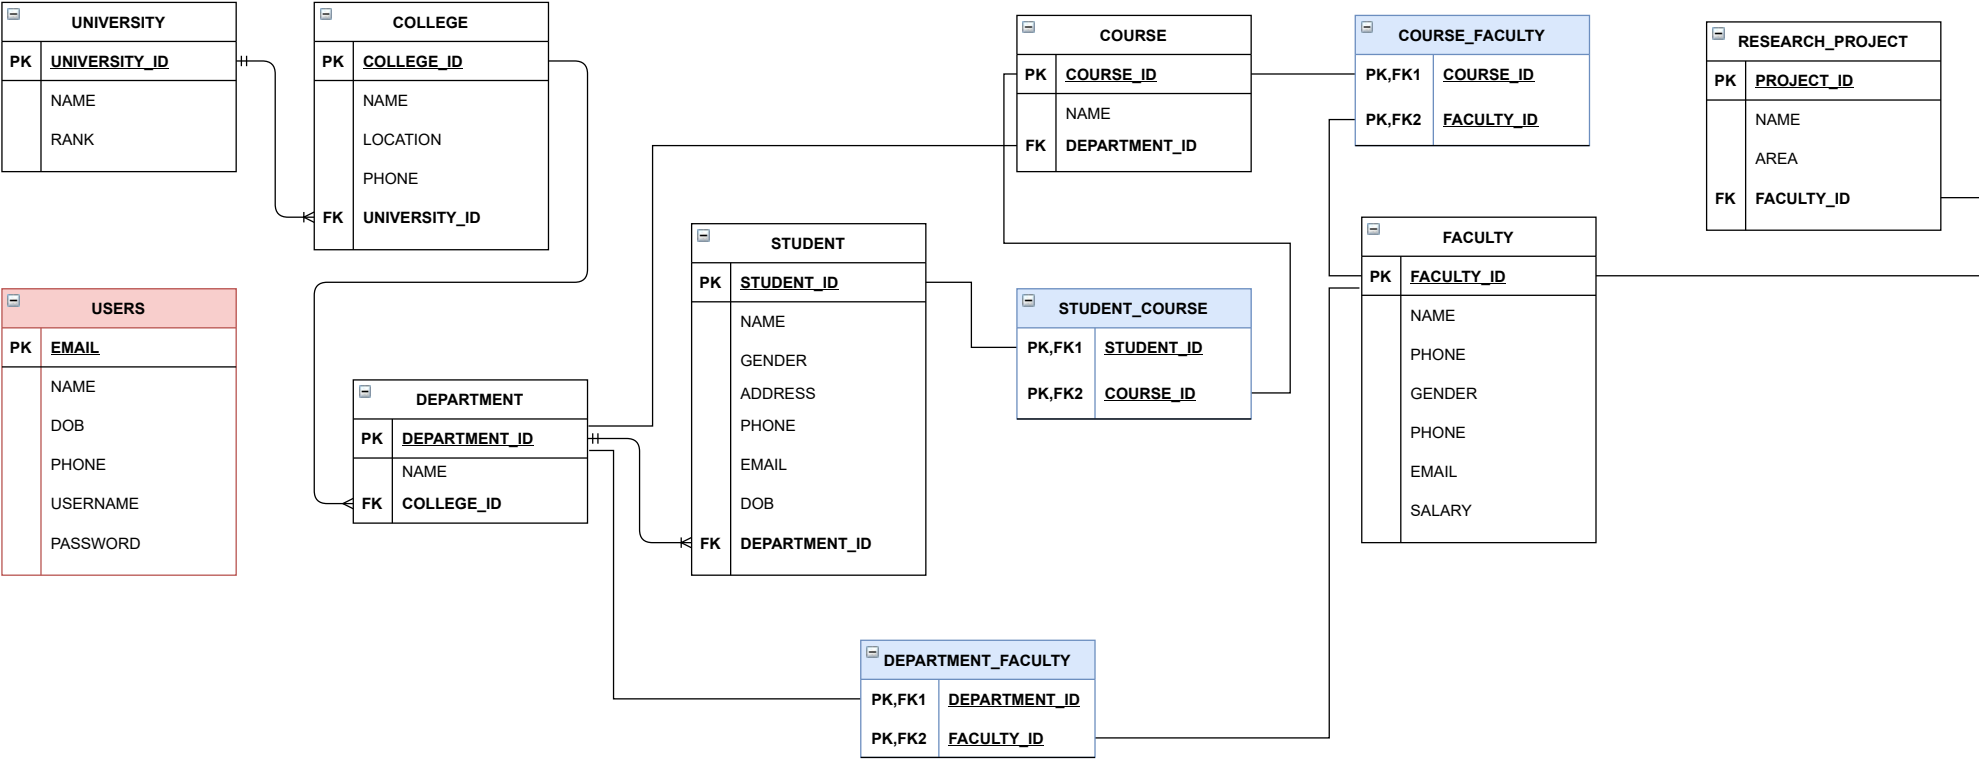 UNIVERSITY
PK UNIVERSITY_ID
NAME
RANK
COLLEGE
PK COLLEGE_ID
NAME
LOCATION
PHONE
FK UNIVERSITY_ID
COURSE
PK COURSE_ID
NAME
FK DEPARTMENT_ID
COURSE_FACULTY
PK,FK1 COURSE_ID
PK,FK2 FACULTY_ID
RESEARCH_PROJECT
PK PROJECT_ID
NAME
AREA
FK FACULTY_ID
USERS
PK EMAIL
NAME
DOB
PHONE
USERNAME
PASSWORD
DEPARTMENT
PK DEPARTMENT_ID
NAME
FK COLLEGE_ID
STUDENT
PK STUDENT_ID
NAME
GENDER
ADDRESS
PHONE
EMAIL
DOB
FK DEPARTMENT_ID
STUDENT_COURSE
PK,FK1 STUDENT_ID
PK,FK2 COURSE_ID
FACULTY
PK FACULTY_ID
NAME
PHONE
GENDER
PHONE
EMAIL
SALARY
DEPARTMENT_FACULTY
PK,FK1 DEPARTMENT_ID
PK,FK2 FACULTY_ID